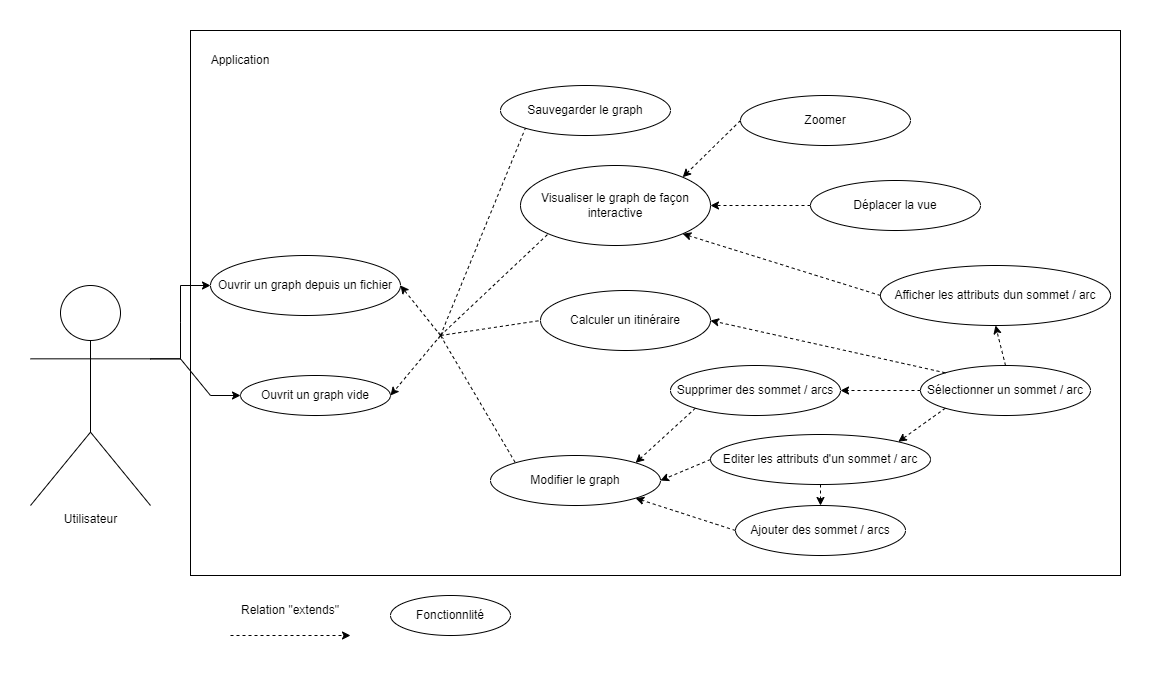 Application
Sauvegarder le graph
Zoomer
Visualiser le graph de façon
interactive
Déplacer la vue
Ouvrir un graph depuis un fichier
Calculer un itinéraire
Afficher les attributs dun sommet / arc
Ouvrit un graph vide
Supprimer des sommet / arcs
Sélectionner un sommet / arc
Editer les attributs d'un sommet / arc
Modifier le graph
Ajouter des sommet / arcs
Utilisateur
Relation "extends"
Fonctionnlité